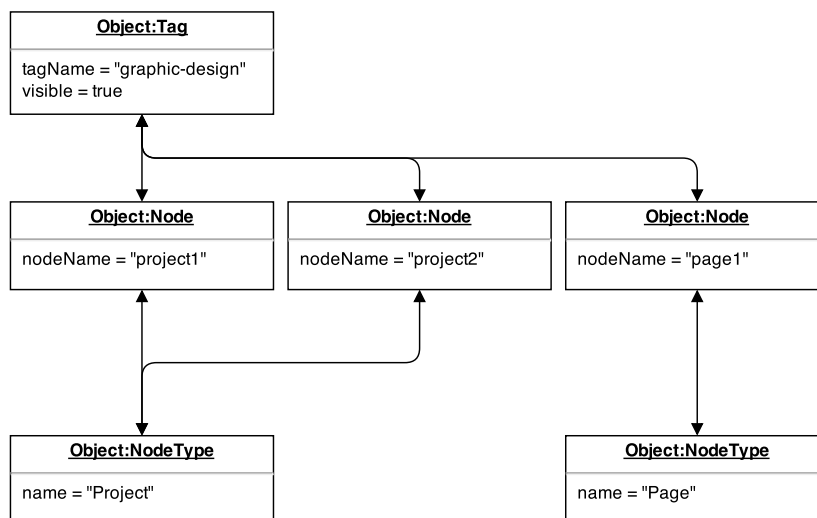 Object:Tag
tagName = "graphic-design"
visible = true
Object:Node
nodeName = "project1"
Object:Node
nodeName = "project2"
Object:Node
nodeName = "page1"
Object:NodeType
name = "Project"
Object:NodeType
name = "Page"